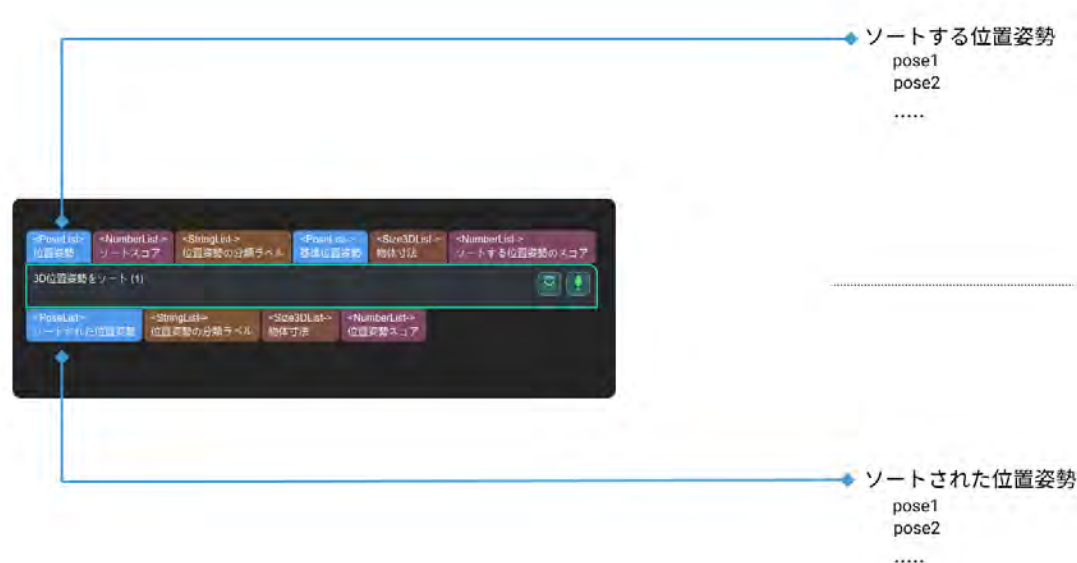 ソートする位置姿勢
pose1
pose2
.....
<PoseList> <NumberList-> <StringList-> <PoseList-> <Size3DList-> <NumberList->
位置姿勢 ソートスコア 位置姿勢の分類ラベル 基準位置姿勢 物体寸法 ソートする位置姿勢のスコア
3D位置姿勢をソート (1)
<PoseList> <StringList-> <Size3DList-> <NumberList->
ソートされた位置姿勢 位置姿勢の分類ラベル 物体寸法 位置姿勢スコア
ソートされた位置姿勢
pose1
pose2
.....